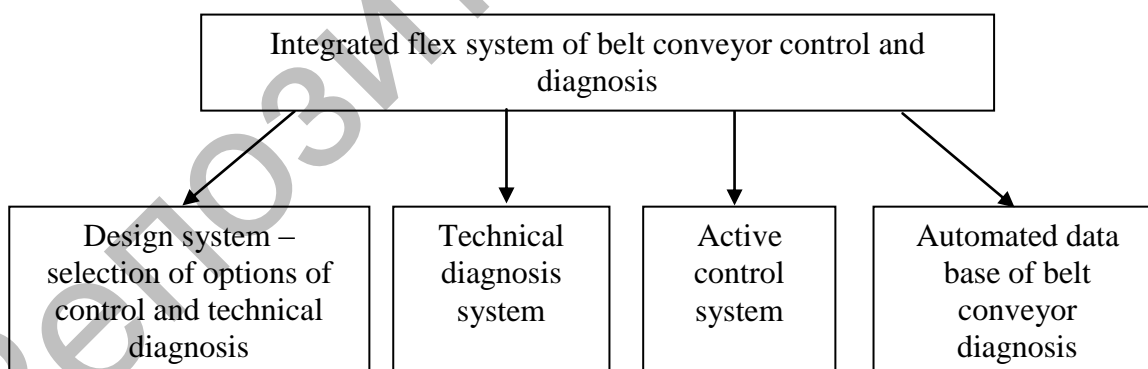 Integrated flex system of belt conveyor control and
diagnosis
Design system –
selection of options of
control and technical
diagnosis
Technical
diagnosis
system
Active
control
system
Automated data
base of belt
conveyor
diagnosis
Репози